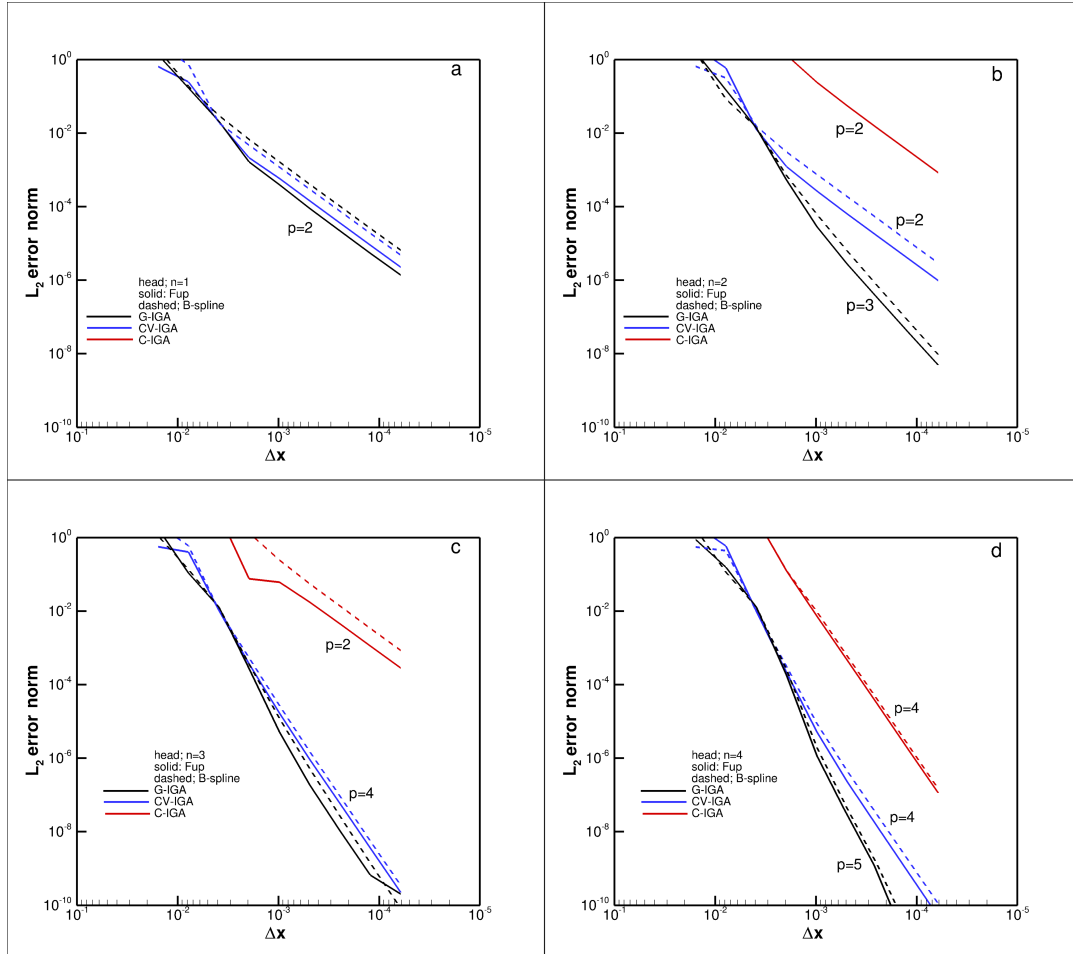 a
10^0
10^-2
10^-4
10^-6
10^-8
10^-10
L_2 error norm
p=2
head; n=1
solid: Fup
dashed; B-spline
G-IGA
CV-IGA
C-IGA
10^-1
10^-2
10^-3
10^-4
10^-5
Δx
b
10^0
10^-2
10^-4
10^-6
10^-8
10^-10
L_2 error norm
p=2
p=2
p=3
head; n=2
solid: Fup
dashed; B-spline
G-IGA
CV-IGA
C-IGA
10^-1
10^-2
10^-3
10^-4
10^-5
Δx
c
10^0
10^-2
10^-4
10^-6
10^-8
10^-10
L_2 error norm
p=2
p=4
head; n=3
solid: Fup
dashed; B-spline
G-IGA
CV-IGA
C-IGA
10^-1
10^-2
10^-3
10^-4
10^-5
Δx
d
10^0
10^-2
10^-4
10^-6
10^-8
10^-10
L_2 error norm
p=4
p=4
p=5
head; n=4
solid: Fup
dashed; B-spline
G-IGA
CV-IGA
C-IGA
10^-1
10^-2
10^-3
10^-4
10^-5
Δx